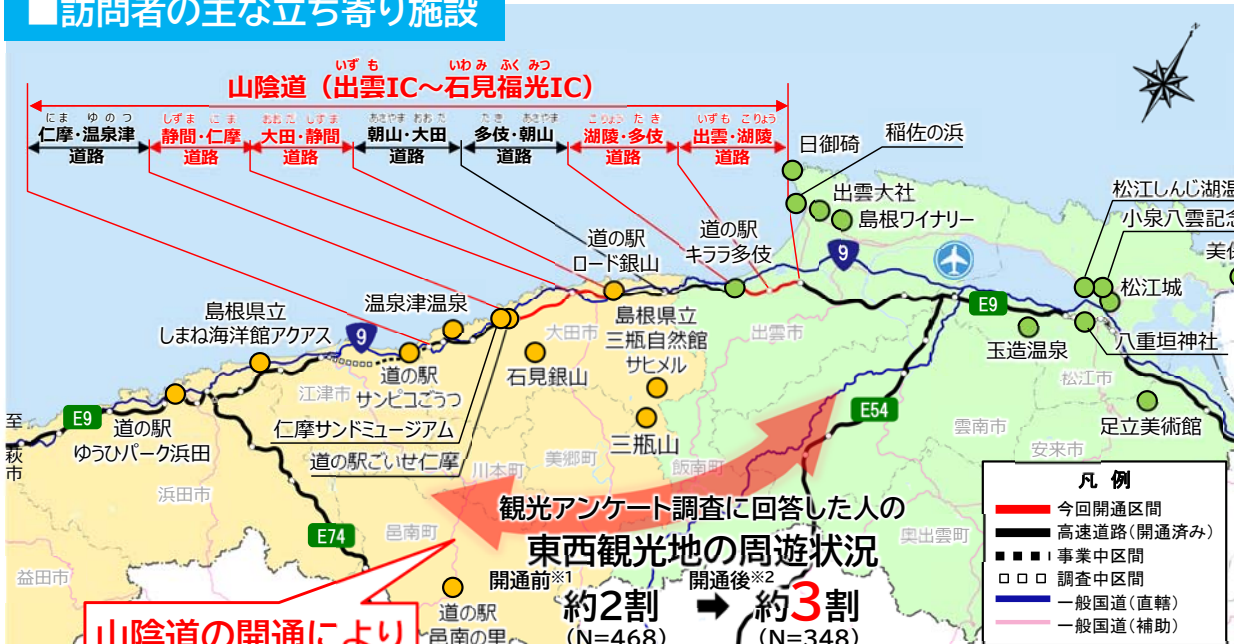 ■訪問者の主な立ち寄り施設
いずも いわみ ふくみつ
山陰道（出雲IC～石見福光IC）
にま ゆのつ
仁摩・温泉津
道路
しずま にま
静間・仁摩
道路
おおだ しずま
大田・静間
道路
あさやま おおだ
朝山・大田
道路
たき あさやま
多伎・朝山
道路
こりょう たき
湖陵・多伎
道路
いずも こりょう
出雲・湖陵
道路
日御碕
稲佐の浜
出雲大社
島根ワイナリー
松江しんじ湖温
小泉八雲記念
美保
道の駅
ロード銀山
道の駅
キララ多伎
9
松江城
E9
島根県立
しまね海洋館アクアス
温泉津温泉
9
大田市
島根県立
三瓶自然館
サヒメル
出雲市
玉造温泉
八重垣神社
松江市
石見銀山
江津市
道の駅
サンピコごうつ
E9
至
萩
市
道の駅
ゆうひパーク浜田
仁摩サンドミュージアム
三瓶山
E54
雲南市
足立美術館
安来市
道の駅ごいせ仁摩
川本町
美郷町
飯南町
浜田市
E74
邑南町
観光アンケート調査に回答した人の
東西観光地の周遊状況
奥出雲町
益田市
開通前※1
約2割
(N=468)
➡
開通後※2
約3割
(N=348)
道の駅
邑南の里
山陰道の開通により
凡 例
今回開通区間
高速道路(開通済み)
事業中区間
調査中区間
一般国道(直轄)
一般国道(補助)